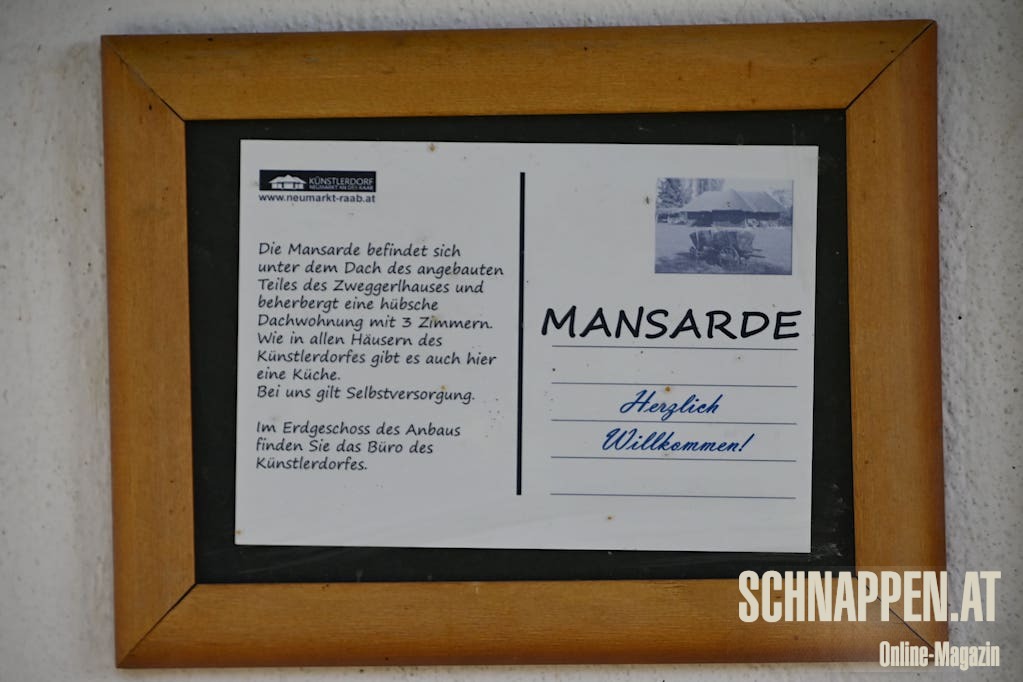 KÜNSTLERDORF
NEUMARKT AN DER RAAB
www.neumarkt-raab.at
Die Mansarde befindet sich
unter dem Dach des angebauten
Teiles des Zweggerlhauses und
beherbergt eine hübsche
Dachwohnung mit 3 Zimmern.
Wie in allen Häusern des
Künstlerdorfes gibt es auch hier
eine Küche.
Bei uns gilt Selbstversorgung.
Im Erdgeschoss des Anbaus
finden Sie das Büro des
Künstlerdorfes.
MANSARDE
Herzlich
Willkommen!
SCHNAPPEN.AT
Online-Magazin